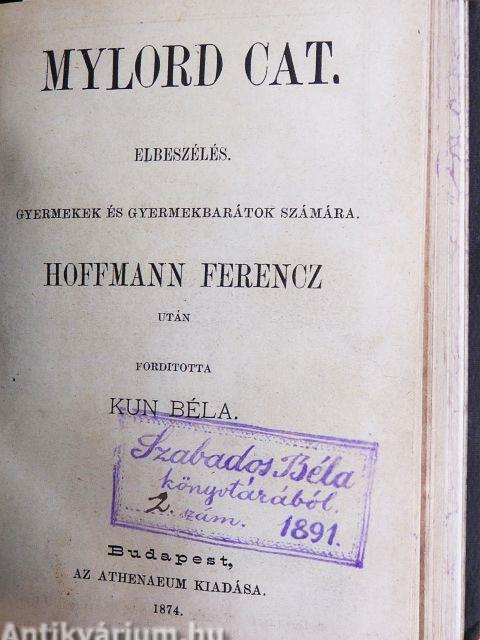 MYLORD CAT.
ELBESZÉLÉS.
GYERMEKEK ÉS GYERMEKBARÁTOK SZÁMÁRA.
HOFFMANN FERENCZ
UTÁN
FORDITOTTA
KUN BÉLA.
Szabados Béla
könyvtárából.
2. szám. 1891.
Budapest,
AZ ATHENAEUM KIADÁSA.
1874.
Antikvárium.hu